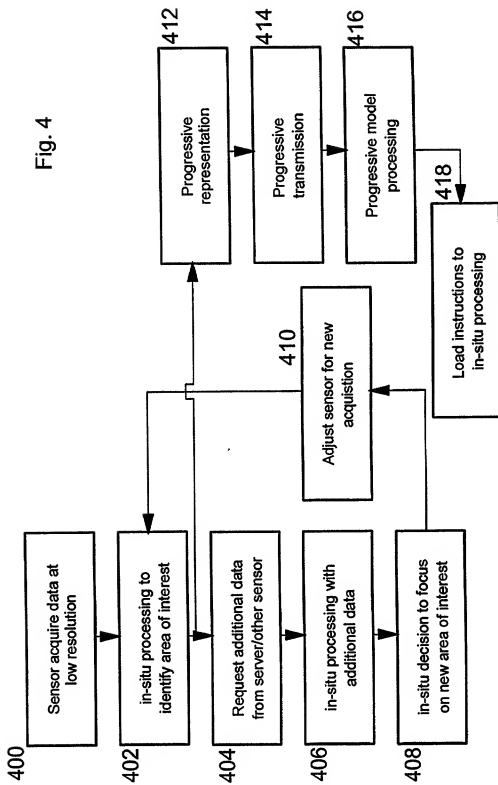 Fig. 4
400
Sensor acquire data at
low resolution
402
in-situ processing to
identify area of interest
404
Request additional data
from server/other sensor
406
in-situ processing with
additional data
408
in-situ decision to focus
on new area of interest
410
Adjust sensor for new
acquistion
412
Progressive
representation
414
Progressive
transmission
416
Progressive model
processing
418
Load instructions to
in-situ processing